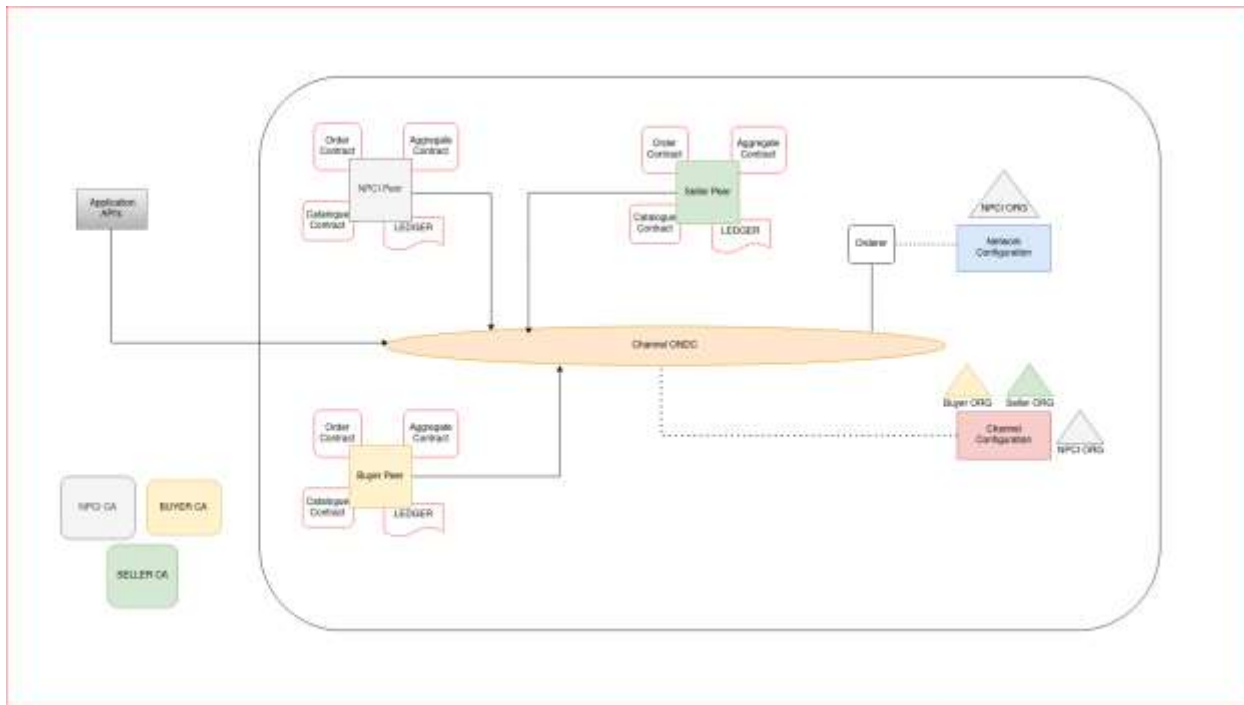 Order
Contract
Aggregate
Contract
NPCI Peer
Catalogue
Contract
LEDGER
Order
Contract
Aggregate
Contract
Seller Peer
Catalogue
Contract
LEDGER
Application
APIs
NPCI ORG
Orderer
Network
Configuration
Channel ONDC
Buyer ORG
Seller ORG
Channel
Configuration
NPCI ORG
Order
Contract
Aggregate
Contract
Buyer Peer
Catalogue
Contract
LEDGER
NPCI CA
BUYER CA
SELLER CA